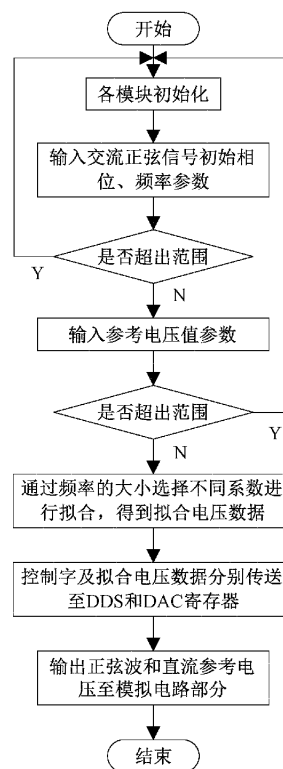 开始
各模块初始化
输入交流正弦信号初始相
位、频率参数
是否超出范围
Y
N
输入参考电压值参数
是否超出范围
Y
N
通过频率的大小选择不同系数进
行拟合，得到拟合电压数据
控制字及拟合电压数据分别传送
至DDS和DAC寄存器
输出正弦波和直流参考电
压至模拟电路部分
结束